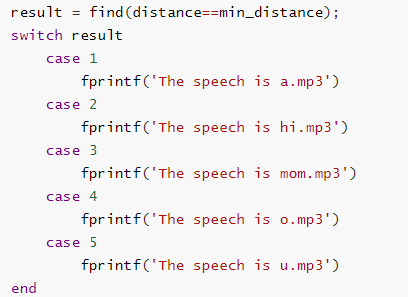 result = find(distance==min_distance);
switch result
    case 1
        fprintf('The speech is a.mp3')
    case 2
        fprintf('The speech is hi.mp3')
    case 3
        fprintf('The speech is mom.mp3')
    case 4
        fprintf('The speech is o.mp3')
    case 5
        fprintf('The speech is u.mp3')
end